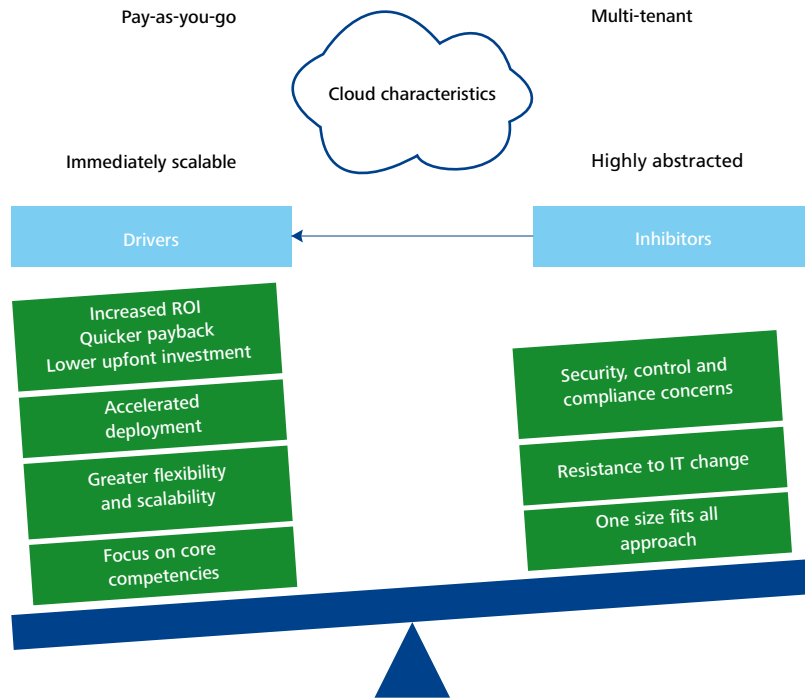 Pay-as-you-go
Multi-tenant
Cloud characteristics
Immediately scalable
Highly abstracted
Drivers
Inhibitors
Increased ROI
Quicker payback
Lower upfont investment
Accelerated
deployment
Greater flexibility
and scalability
Focus on core
competencies
Security, control and
compliance concerns
Resistance to IT change
One size fits all
approach